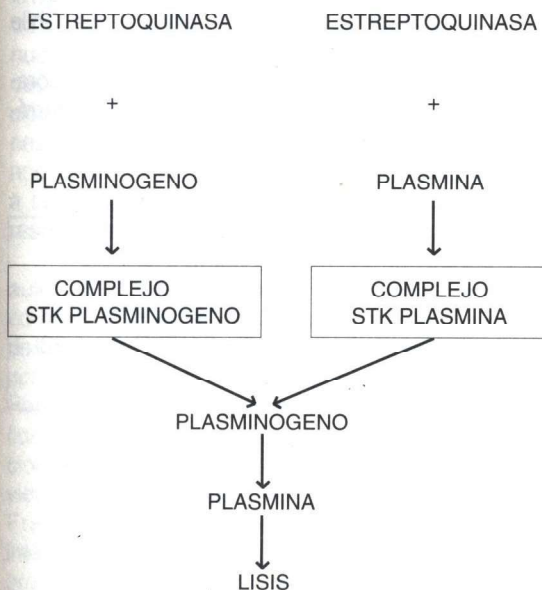 ESTREPTOQUINASA ESTREPTOQUINASA
+ +
PLASMINOGENO PLASMINA
COMPLEJO COMPLEJO
STK PLASMINOGENO STK PLASMINA
PLASMINOGENO
PLASMINA
LISIS